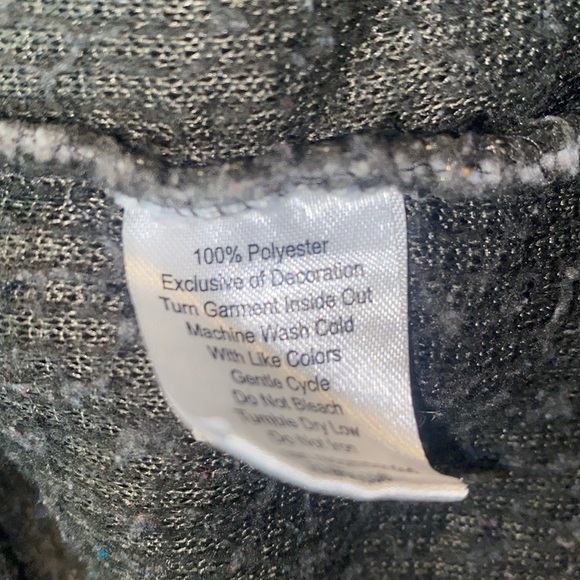 100% Polyester
Exclusive of Decoration
Turn Garment Inside Out
Machine Wash Cold
With Like Colors
Gentle Cycle
Do Not Bleach
Tumble Dry Low
Do Not Iron